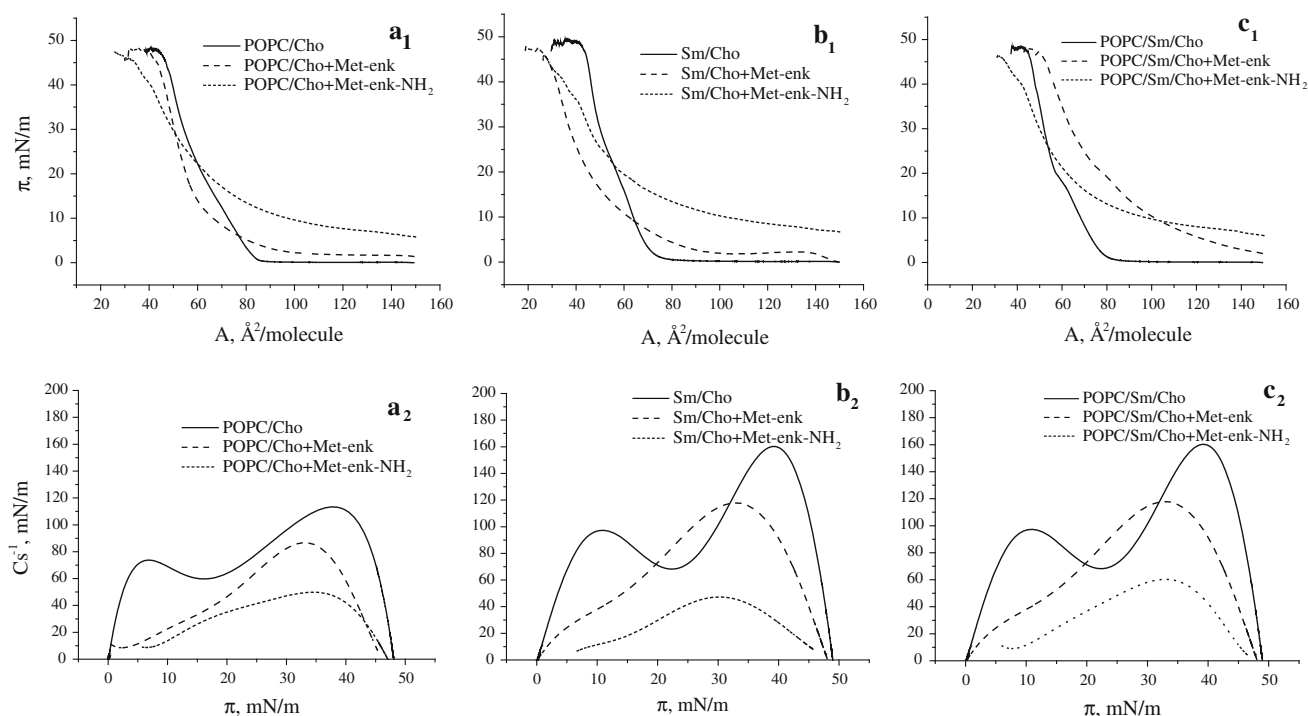 a₁
POPC/Cho
POPC/Cho+Met-enk
POPC/Cho+Met-enk-NH₂
50
40
30
20
10
0
π, mN/m
20 40 60 80 100 120 140 160
A, Å²/molecule
b₁
Sm/Cho
Sm/Cho+Met-enk
Sm/Cho+Met-enk-NH₂
50
40
30
20
10
0
20 40 60 80 100 120 140 160
A, Å²/molecule
c₁
POPC/Sm/Cho
POPC/Sm/Cho+Met-enk
POPC/Sm/Cho+Met-enk-NH₂
50
40
30
20
10
0
0 20 40 60 80 100 120 140 160
A, Å²/molecule
a₂
POPC/Cho
POPC/Cho+Met-enk
POPC/Cho+Met-enk-NH₂
200
180
160
140
120
100
80
60
40
20
0
Cs⁻¹, mN/m
0 10 20 30 40 50
π, mN/m
b₂
Sm/Cho
Sm/Cho+Met-enk
Sm/Cho+Met-enk-NH₂
200
180
160
140
120
100
80
60
40
20
0
0 10 20 30 40 50
π, mN/m
c₂
POPC/Sm/Cho
POPC/Sm/Cho+Met-enk
POPC/Sm/Cho+Met-enk-NH₂
200
180
160
140
120
100
80
60
40
20
0
0 10 20 30 40 50
π, mN/m